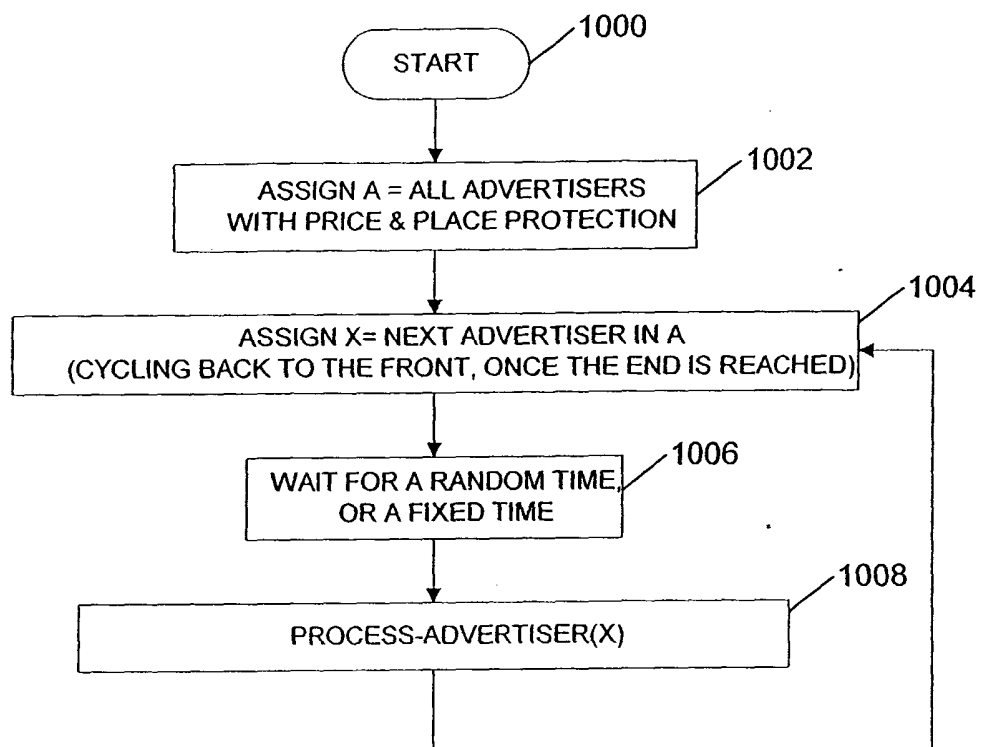 1000
START
1002
ASSIGN A = ALL ADVERTISERS
WITH PRICE & PLACE PROTECTION
1004
ASSIGN X= NEXT ADVERTISER IN A
(CYCLING BACK TO THE FRONT, ONCE THE END IS REACHED)
1006
WAIT FOR A RANDOM TIME,
OR A FIXED TIME
1008
PROCESS-ADVERTISER(X)